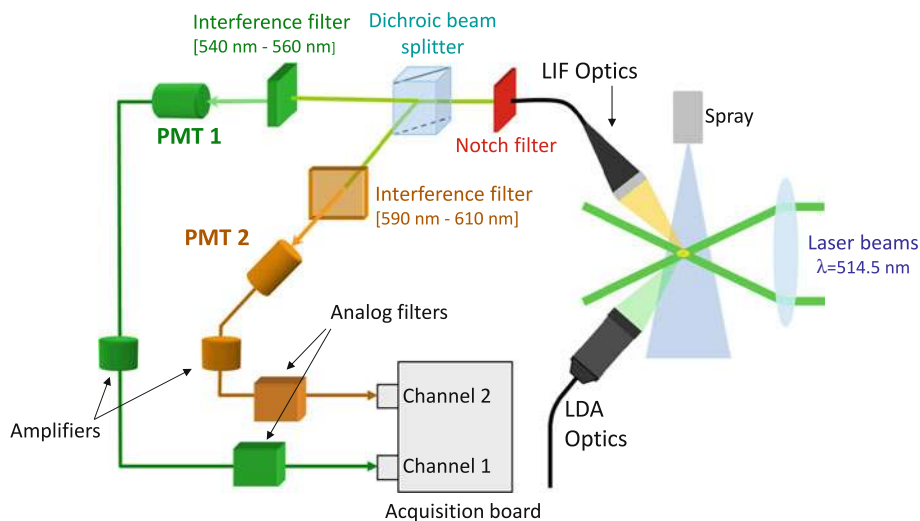 Interference filter
[540 nm - 560 nm]
Dichroic beam
splitter
LIF Optics
Spray
PMT 1
Notch filter
Interference filter
[590 nm - 610 nm]
PMT 2
Laser beams
λ=514.5 nm
Analog filters
Amplifiers
Channel 2
LDA
Optics
Channel 1
Acquisition board